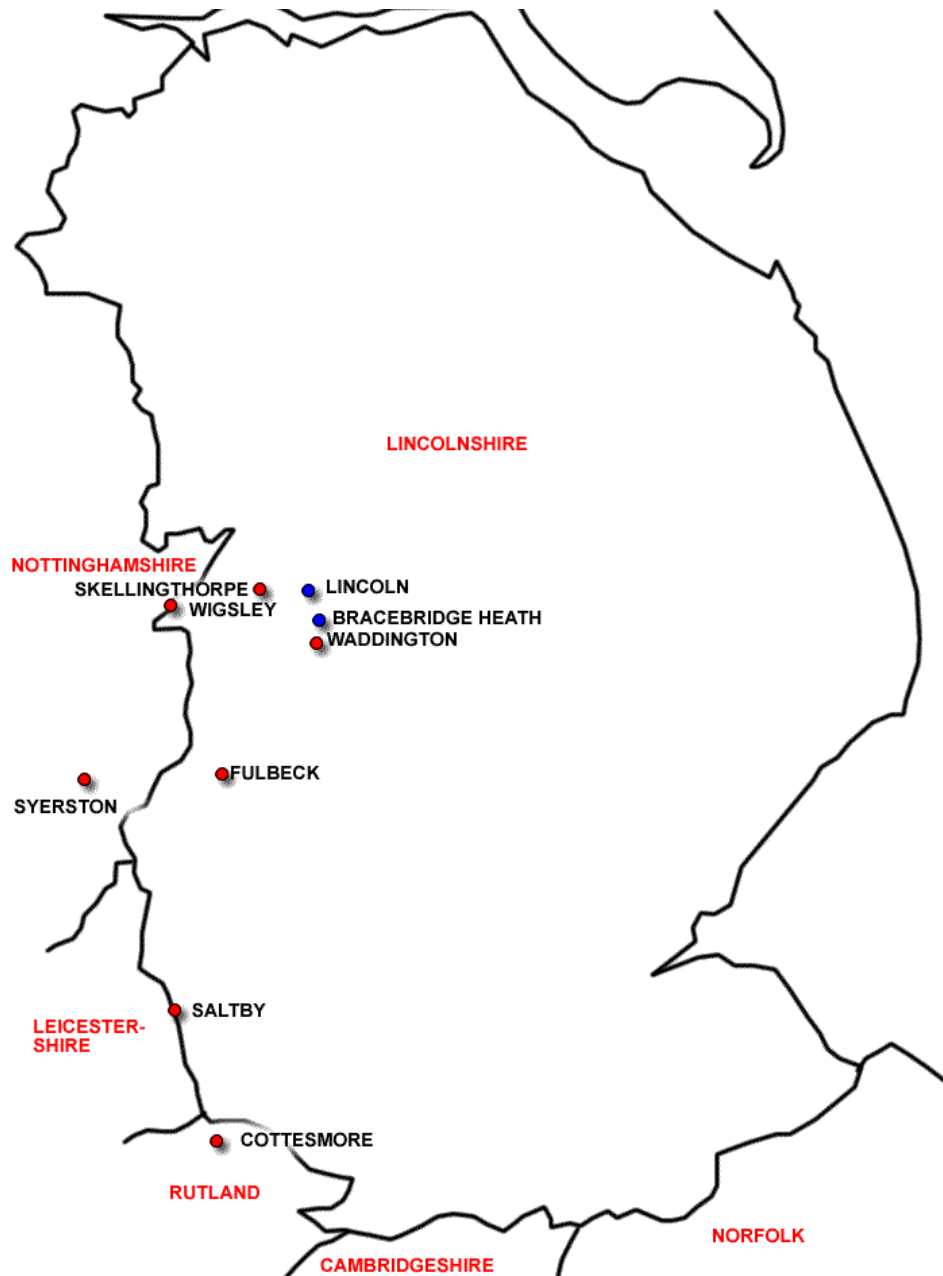 LINCOLNSHIRE
NOTTINGHAMSHIRE
SKELLINGTHORPE
LINCOLN
WIGSLEY
BRACEBRIDGE HEATH
WADDINGTON
FULBECK
SYERSTON
SALTBY
LEICESTER-
SHIRE
COTTESMORE
RUTLAND
NORFOLK
CAMBRIDGESHIRE